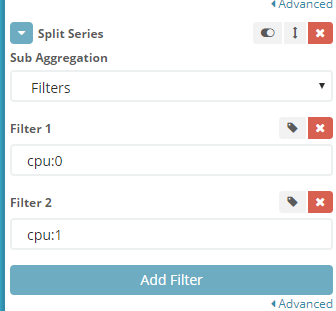 Advanced
Split Series
Sub Aggregation
Filters
Filter 1
cpu:0
Filter 2
cpu:1
Add Filter
Advanced